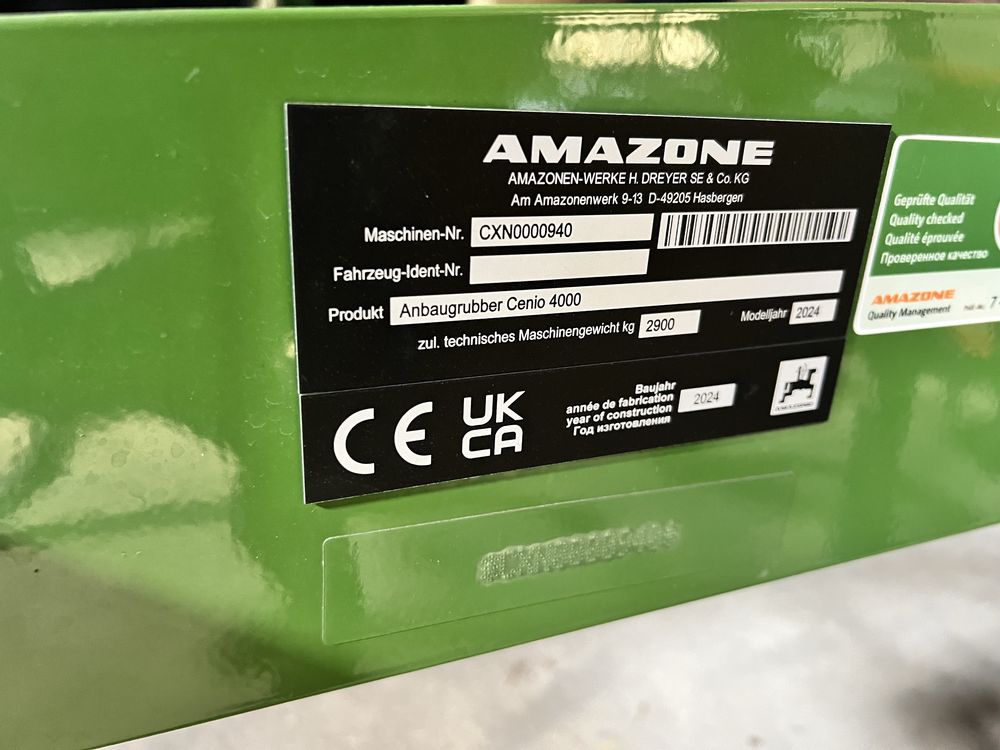 AMAZONE
AMAZONEN-WERKE H. DREYER SE & Co. KG
Am Amazonenwerk 9-13 D-49205 Hasbergen
Maschinen-Nr. CXN0000940
Fahrzeug-Ident-Nr.
Produkt Anbaugrubber Cenio 4000
zul. technisches Maschinengewicht kg 2900 Modelljahr 2024
CE UK CA
Baujahr
année de fabrication
year of construction
Год изготовления
2024
AMAZONE
Geprüfte Qualität
Quality checked
Qualité éprouvée
Проверенное качество
AMAZONE
Quality Management